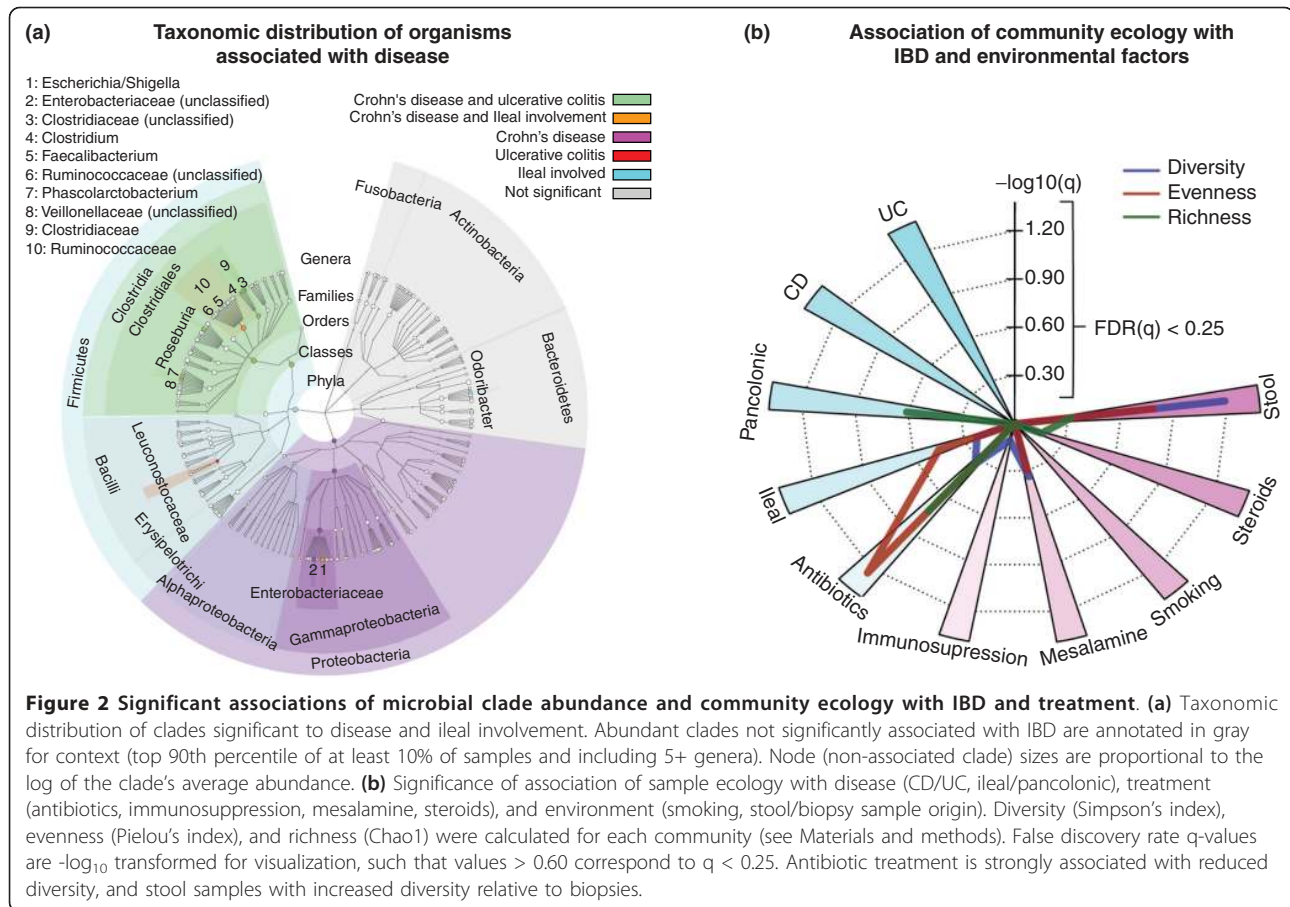 (a)
Taxonomic distribution of organisms
associated with disease
1: Escherichia/Shigella
2: Enterobacteriaceae (unclassified)
3: Clostridiaceae (unclassified)
4: Clostridium
5: Faecalibacterium
6: Ruminococcaceae (unclassified)
7: Phascolarctobacterium
8: Veillonellaceae (unclassified)
9: Clostridiaceae
10: Ruminococcaceae
Crohn's disease and ulcerative colitis
Crohn's disease and Ileal involvement
Crohn's disease
Ulcerative colitis
Ileal involved
Not significant
Fusobacteria
Actinobacteria
Bacteroidetes
Odoribacter
Genera
Families
Orders
Classes
Phyla
Firmicutes
Clostridia
Clostridiales
Roseburia
10
9
8 7
6 5 4 3
Bacilli
Leuconostocaceae
Erysipelotrichi
Alphaproteobacteria
2 1
Enterobacteriaceae
Gammaproteobacteria
Proteobacteria
(b)
Association of community ecology with
IBD and environmental factors
–log10(q)
1.20
0.90
0.60
0.30
FDR(q) < 0.25
Diversity
Evenness
Richness
UC
CD
Pancolonic
Ileal
Antibiotics
Immunosupression
Mesalamine
Smoking
Steroids
Stool
Figure 2 Significant associations of microbial clade abundance and community ecology with IBD and treatment. (a) Taxonomic
distribution of clades significant to disease and ileal involvement. Abundant clades not significantly associated with IBD are annotated in gray
for context (top 90th percentile of at least 10% of samples and including 5+ genera). Node (non-associated clade) sizes are proportional to the
log of the clade's average abundance. (b) Significance of association of sample ecology with disease (CD/UC, ileal/pancolonic), treatment
(antibiotics, immunosuppression, mesalamine, steroids), and environment (smoking, stool/biopsy sample origin). Diversity (Simpson's index),
evenness (Pielou's index), and richness (Chao1) were calculated for each community (see Materials and methods). False discovery rate q-values
are -log10 transformed for visualization, such that values > 0.60 correspond to q < 0.25. Antibiotic treatment is strongly associated with reduced
diversity, and stool samples with increased diversity relative to biopsies.